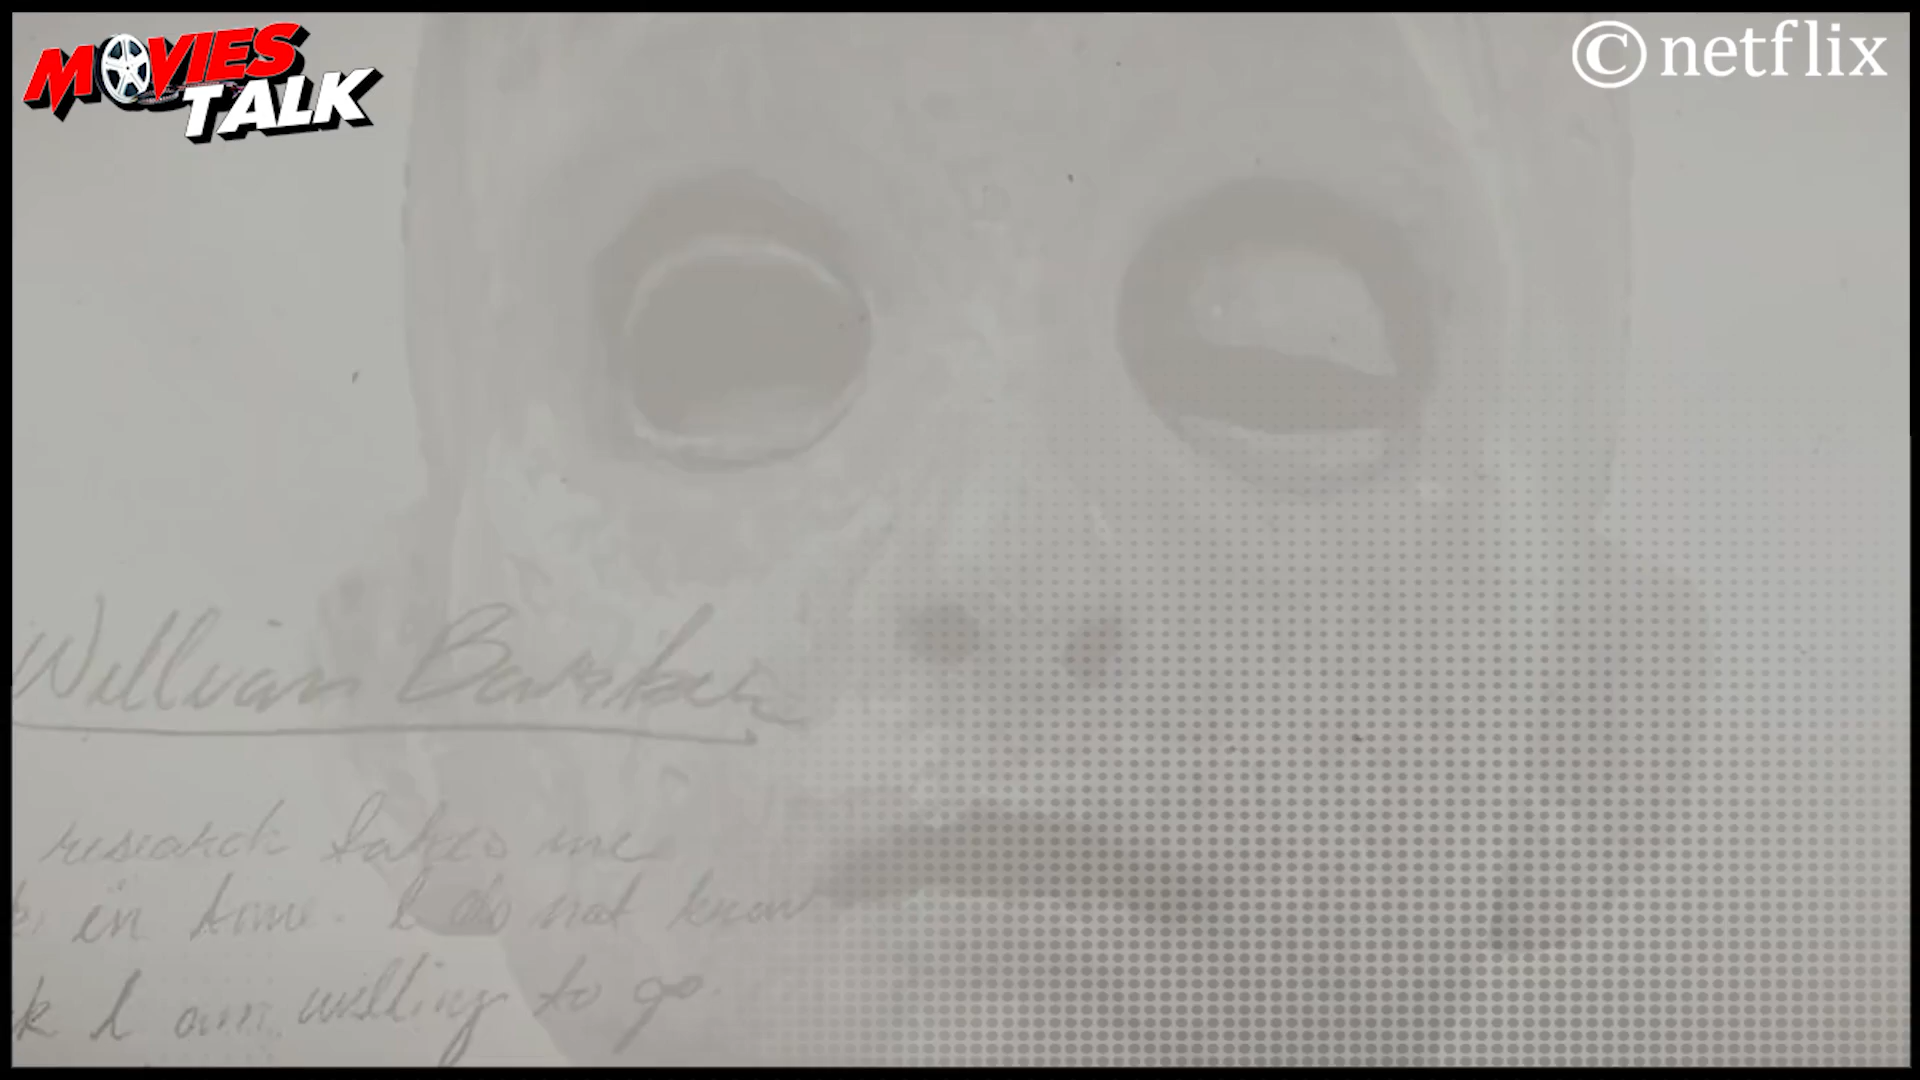 MOVIES
TALK
© netflix
William Barker
research takes me
in time. I do not know
k I am willing to go.